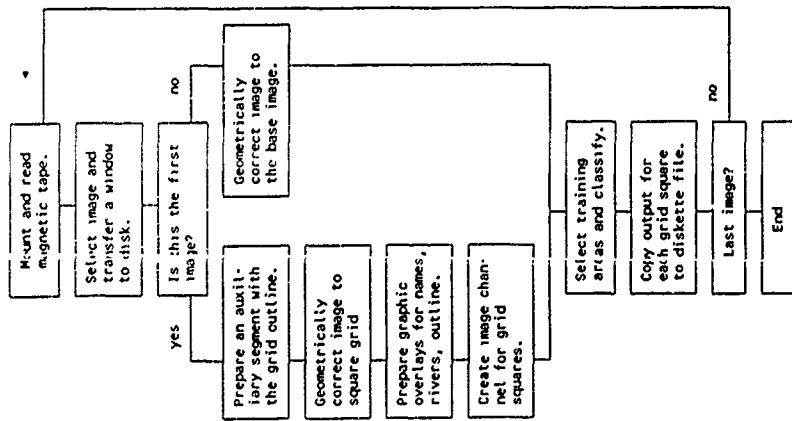 Mount and read
magnetic tape.
Select image and
transfer a window
to disk.
Is this the first
image?
yes
no
Prepare an auxil-
iary segment with
the grid outline.
Geometrically
correct image to
the base image.
Geometrically
correct image to
square grid
Prepare graphic
overlays for names,
rivers, outline.
Create image chan-
nel for grid
squares.
Select training
areas and classify.
Copy output for
each grid square
to diskette file.
Last image?
no
End